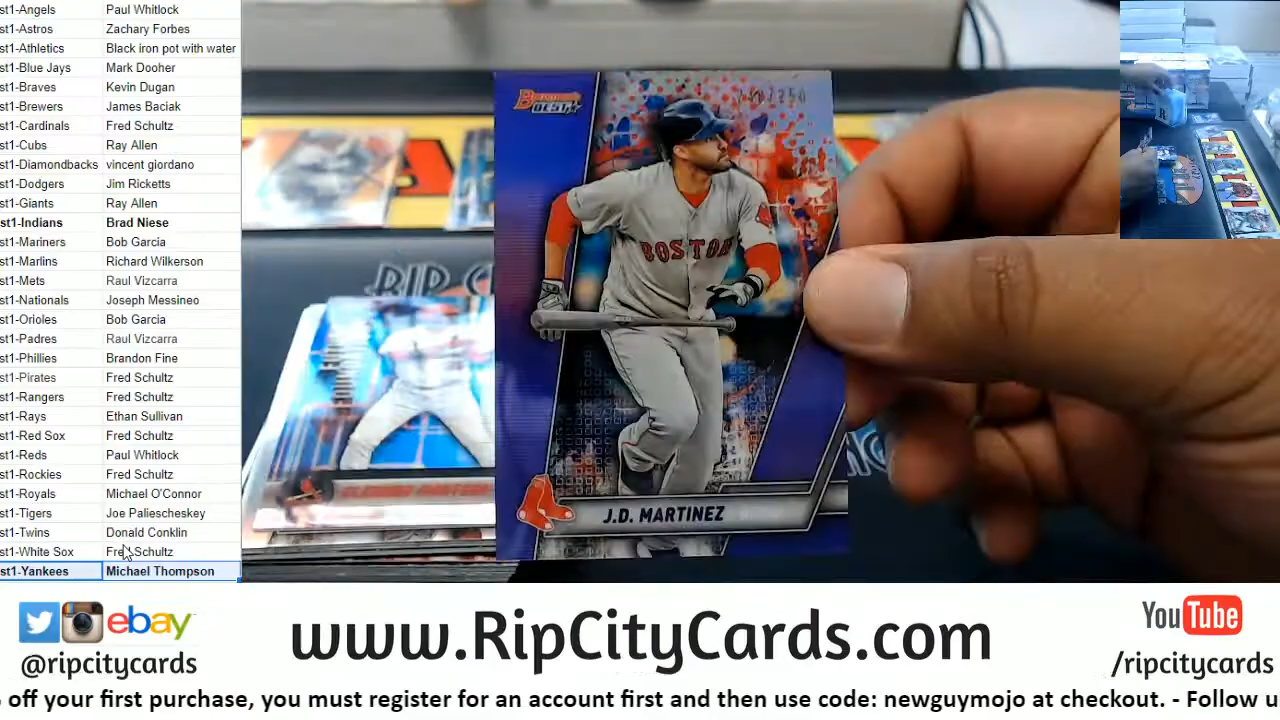 st1-Angels Paul Whitlock
st1-Astros Zachary Forbes
st1-Athletics Black iron pot with water
st1-Blue Jays Mark Dooher
st1-Braves Kevin Dugan
st1-Brewers James Baciak
st1-Cardinals Fred Schultz
st1-Cubs Ray Allen
st1-Diamondbacks vincent giordano
st1-Dodgers Jim Ricketts
st1-Giants Ray Allen
st1-Indians Brad Niese
st1-Mariners Bob Garcia
st1-Marlins Richard Wilkerson
st1-Mets Raul Vizcarra
st1-Nationals Joseph Messineo
st1-Orioles Bob Garcia
st1-Padres Raul Vizcarra
st1-Phillies Brandon Fine
st1-Pirates Fred Schultz
st1-Rangers Fred Schultz
st1-Rays Ethan Sullivan
st1-Red Sox Fred Schultz
st1-Reds Paul Whitlock
st1-Rockies Fred Schultz
st1-Royals Michael O'Connor
st1-Tigers Joe Paliescheskey
st1-Twins Donald Conklin
st1-White Sox Fred Schultz
st1-Yankees Michael Thompson
Bowman's
BEST
/250
BOSTON
RIP C
J.D. MARTINEZ
ebay
@ripcitycards
www.RipCityCards.com
YouTube
/ripcitycards
off your first purchase, you must register for an account first and then use code: newguymojo at checkout. - Follow u